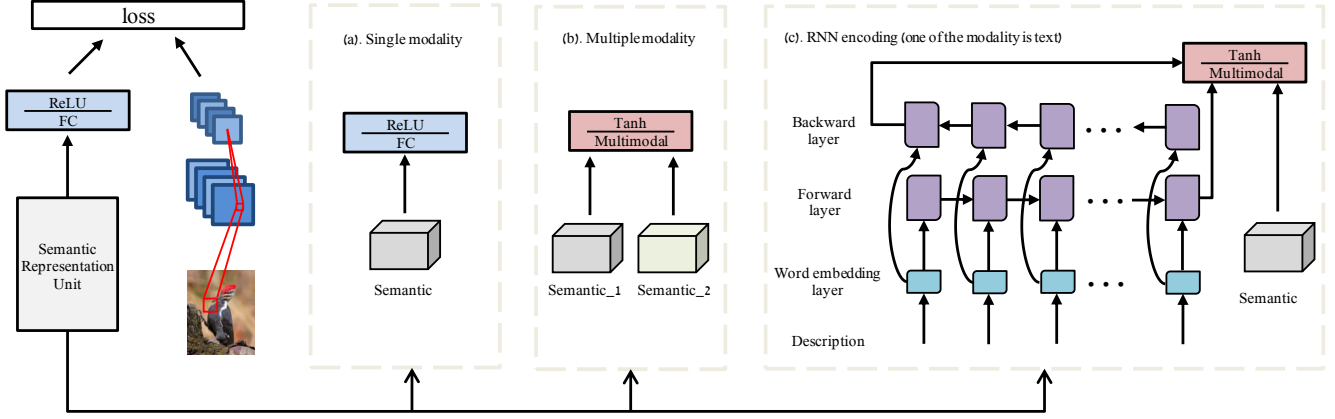 loss
ReLU
FC
Semantic
Representation
Unit
(a). Single modality
ReLU
FC
Semantic
(b). Multiple modality
Tanh
Multimodal
Semantic_1
Semantic_2
(c). RNN encoding (one of the modality is text)
Tanh
Multimodal
Backward
layer
Forward
layer
Word embedding
layer
Semantic
Description